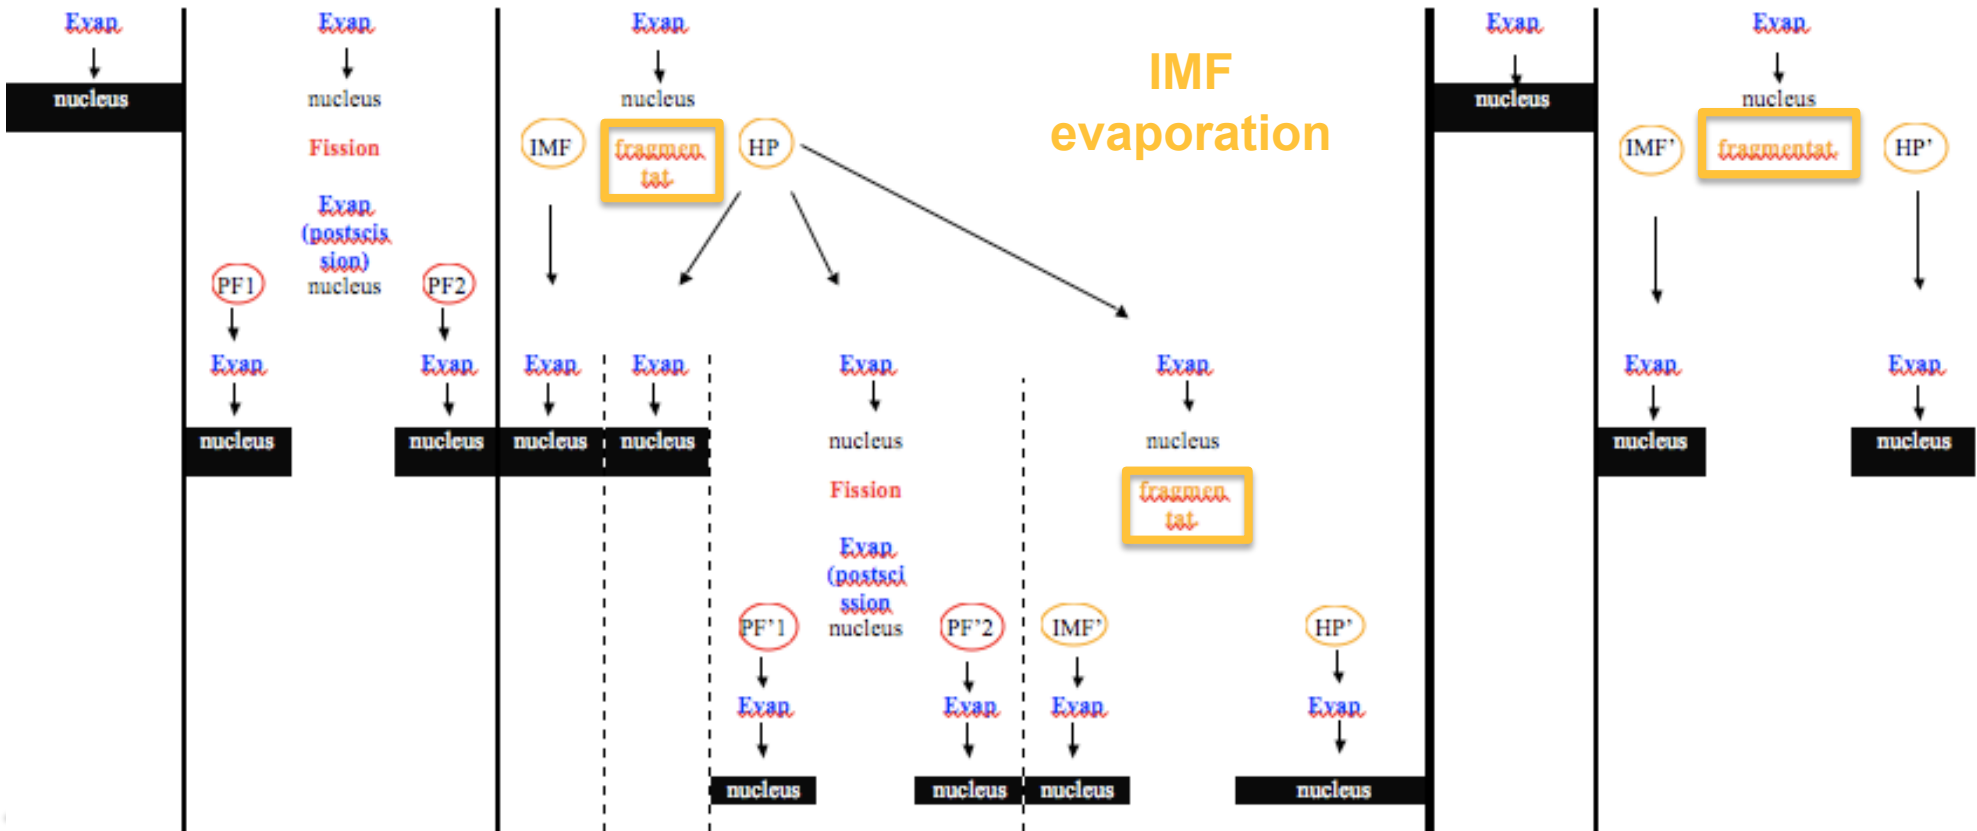 Evap
Evap
Evap
Evap
Evap
IMF
evaporation
nucleus
nucleus
nucleus
nucleus
nucleus
Fission
IMF
fragmen
tat
HP
IMF'
fragmentat
HP'
Evap
(postscis
sion)
PF1
nucleus
PF2
Evap
Evap
Evap
Evap
Evap
Evap
Evap
Evap
nucleus
nucleus
nucleus
nucleus
nucleus
nucleus
nucleus
nucleus
Fission
fragmen
tat
Evap
(postsci
ssion
PF'1
nucleus
PF'2
IMF'
HP'
Evap
Evap
Evap
Evap
nucleus
nucleus
nucleus
nucleus